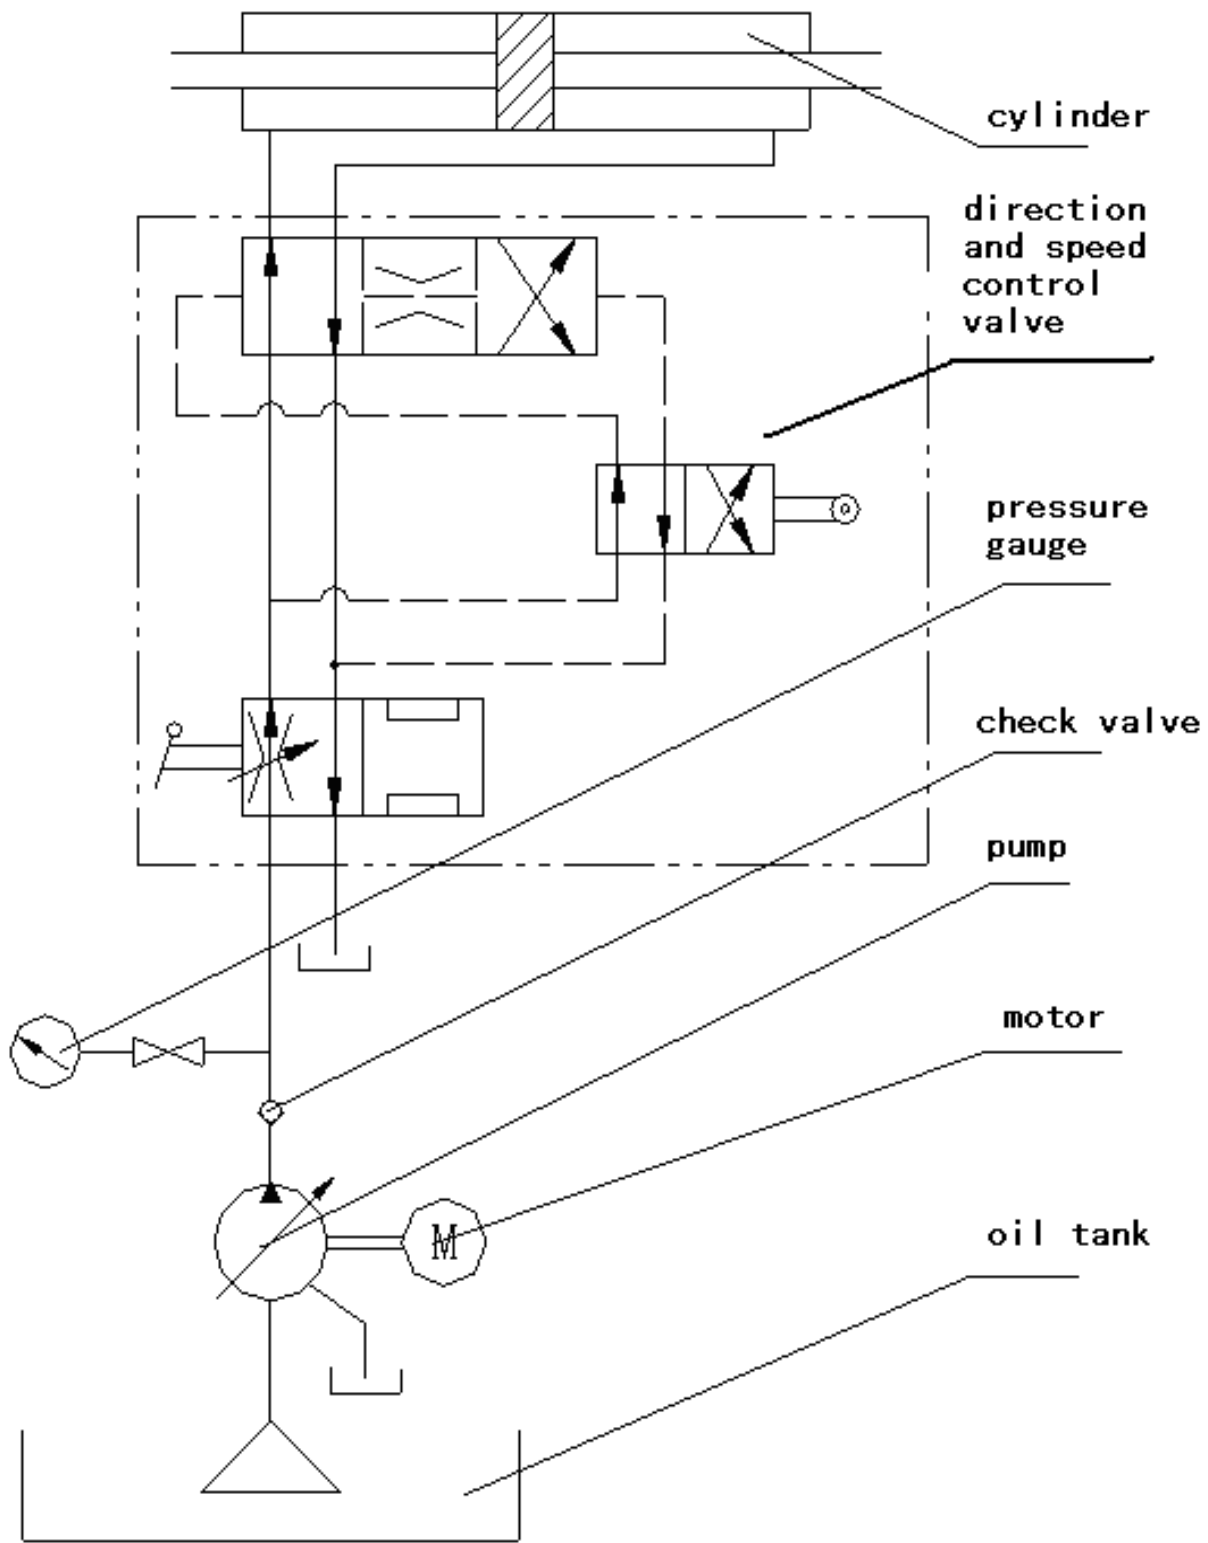 cylinder
direction
and speed
control
valve
pressure
gauge
check valve
pump
motor
M
oil tank